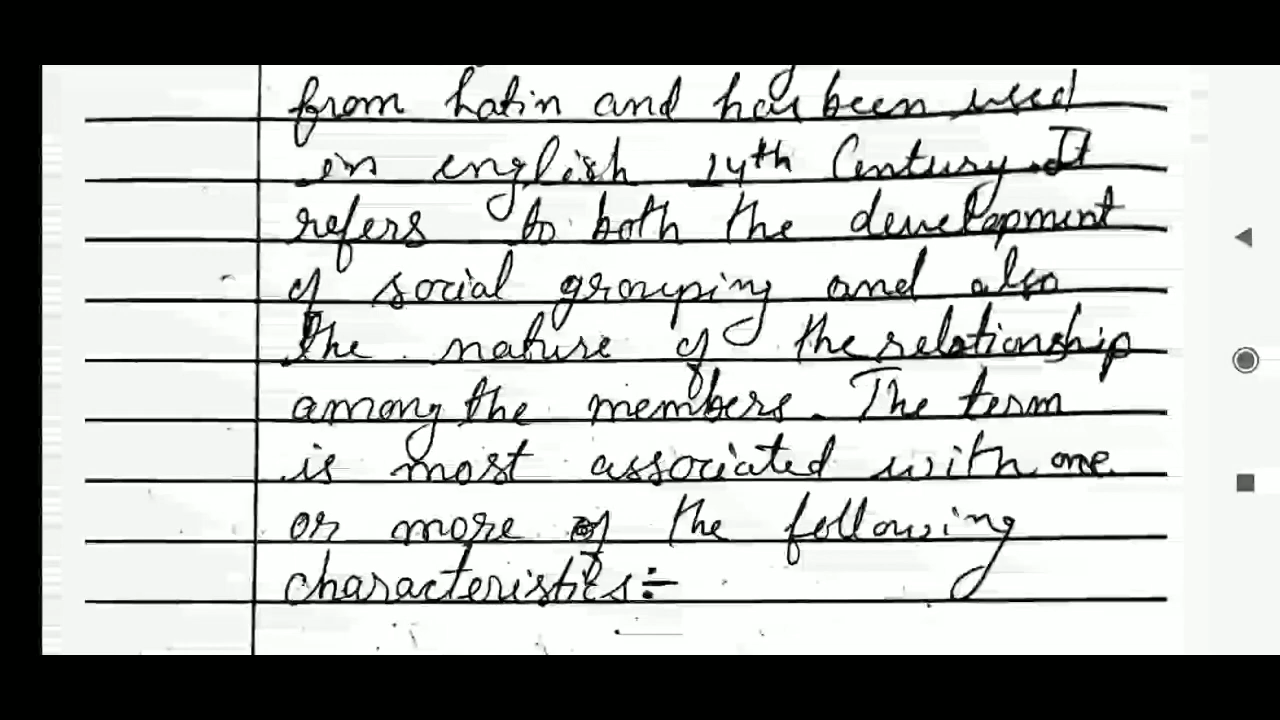 from Latin and has been used
in english 14th Century. It
refers to both the development
of social grouping and also
the nature of the relationship
among the members. The term
is most associated with one
or more of the following
characteristics:-